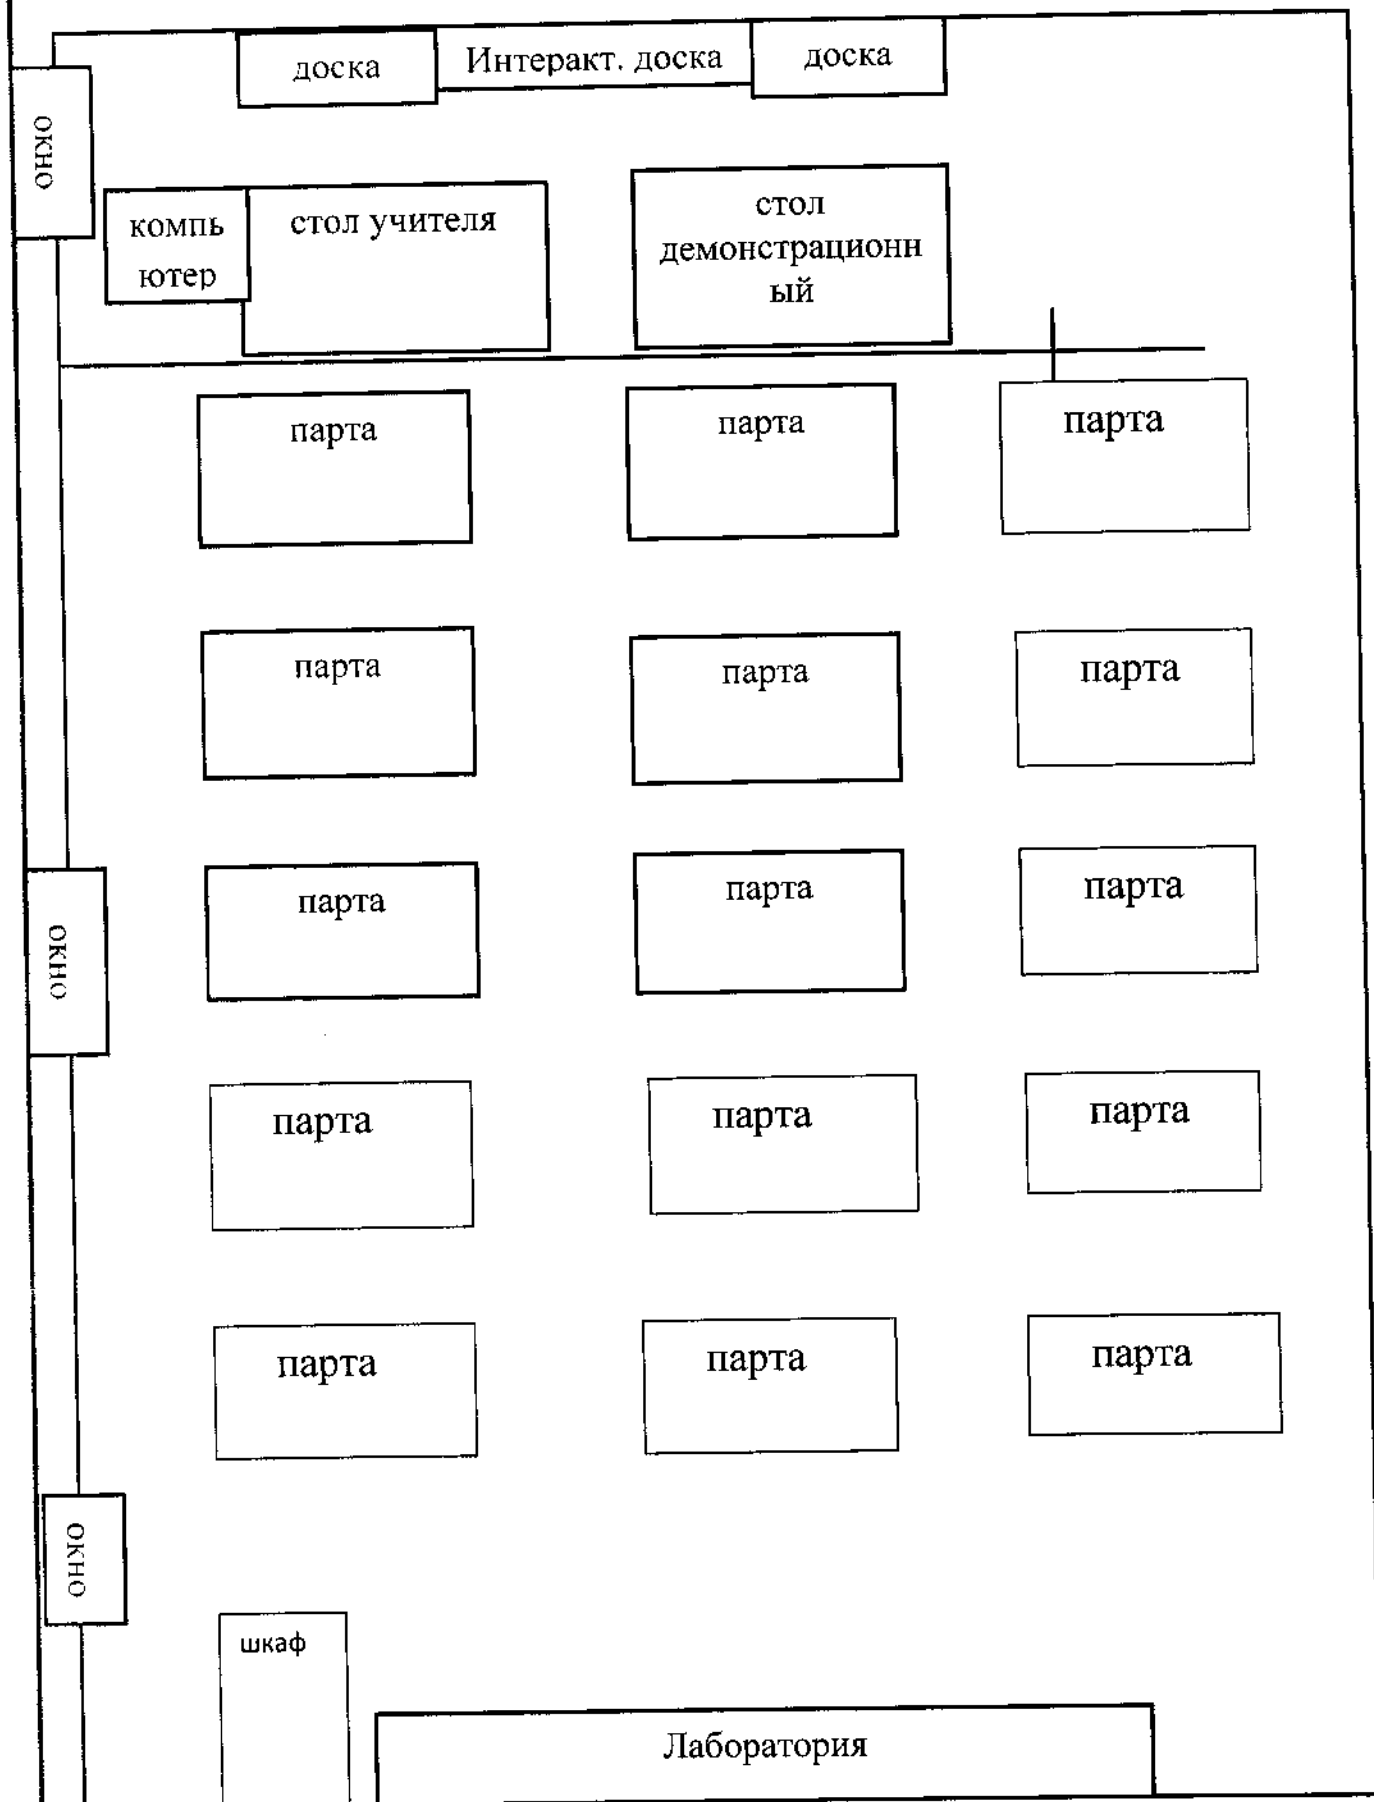 доска
Интеракт. доска
доска
окно
компь
ютер
стол учителя
стол
демонстрационн
ый
парта
парта
парта
парта
парта
парта
парта
парта
парта
окно
парта
парта
парта
парта
парта
парта
окно
шкаф
Лаборатория